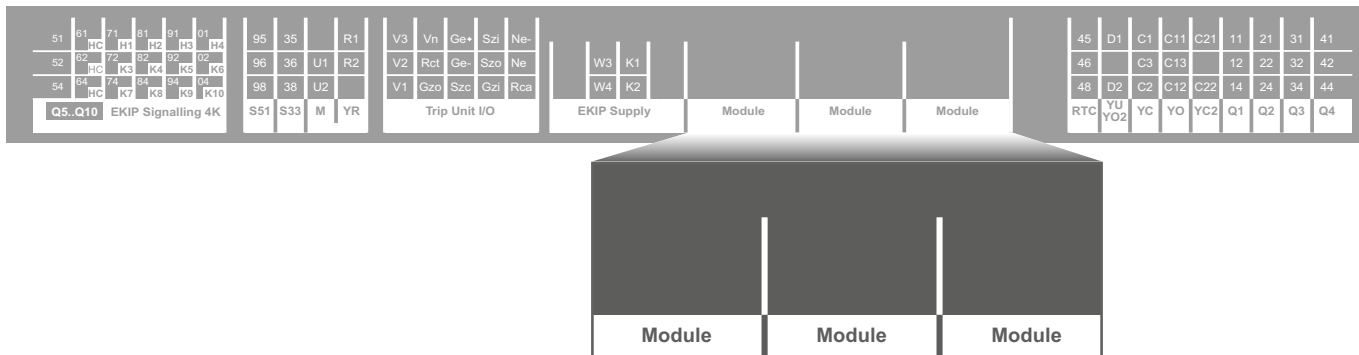 51 61 HC 71 H1 81 H2 91 H3 01 H4 95 35 R1 V3 Vn Ge+ Szi Ne- 45 D1 C1 C11 C21 11 21 31 41
52 62 HC 72 K3 82 K4 92 K5 02 K6 96 36 U1 R2 V2 Rct Ge- Szo Ne W3 K1 46 C3 C13 12 22 32 42
54 64 HC 74 K7 84 K8 94 K9 04 K10 98 38 U2 V1 Gzo Szc Gzi Rca W4 K2 48 D2 C2 C12 C22 14 24 34 44
Q5..Q10 EKIP Signalling 4K S51 S33 M YR Trip Unit I/O EKIP Supply Module Module Module RTC YU YO2 YC YO YC2 Q1 Q2 Q3 Q4
Module Module Module